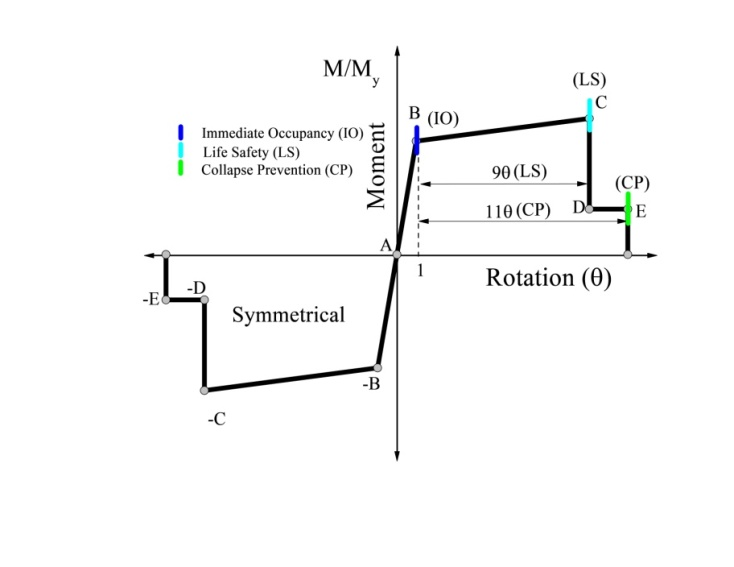 M/My
(LS)
C
B (IO)
Immediate Occupancy (IO)
Life Safety (LS)
Collapse Prevention (CP)
Moment
9θ(LS)
(CP)
11θ(CP)
D
E
A
1
Rotation (θ)
-E
-D
Symmetrical
-B
-C